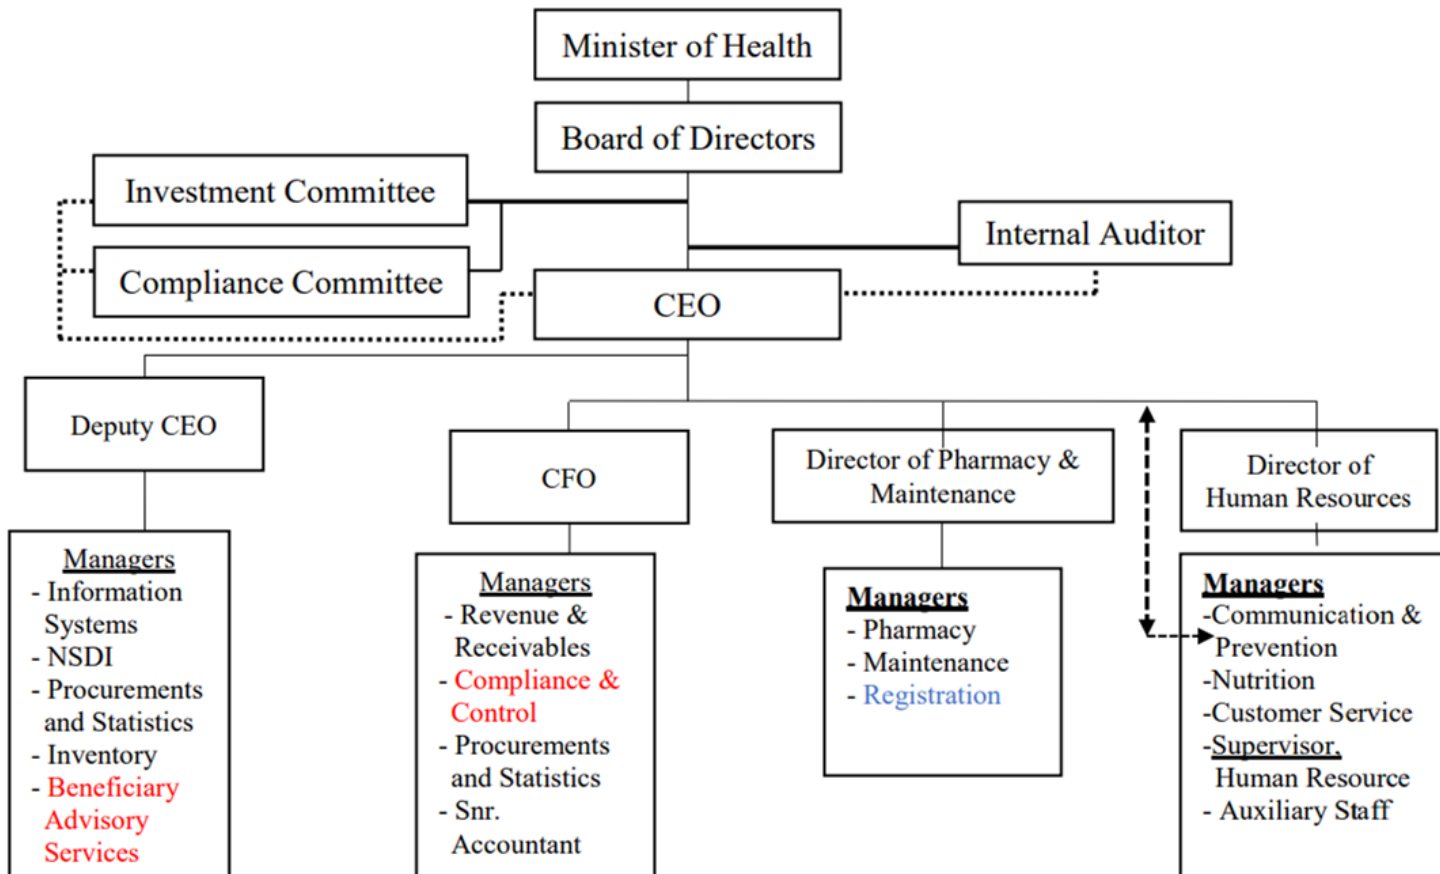 Minister of Health
Board of Directors
Investment Committee
Internal Auditor
Compliance Committee
CEO
Deputy CEO
CFO
Director of Pharmacy &
Maintenance
Director of
Human Resources
Managers
- Information
Systems
- NSDI
- Procurements
and Statistics
- Inventory
- Beneficiary
Advisory
Services
Managers
- Revenue &
Receivables
- Compliance &
Control
- Procurements
and Statistics
- Snr.
Accountant
Managers
- Pharmacy
- Maintenance
- Registration
Managers
-Communication &
Prevention
-Nutrition
-Customer Service
-Supervisor,
Human Resource
- Auxiliary Staff